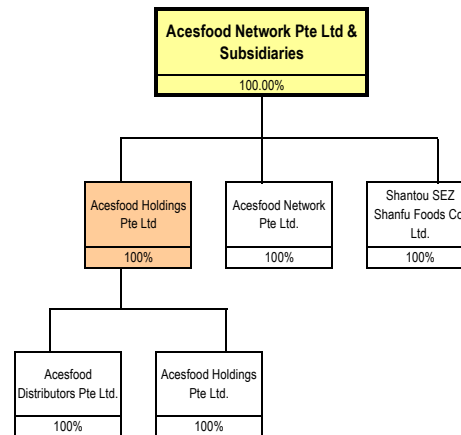 Acesfood Network Pte Ltd &
Subsidiaries
100.00%
Acesfood Holdings
Pte Ltd
100%
Acesfood Network
Pte Ltd.
100%
Shantou SEZ
Shanfu Foods Co
Ltd.
100%
Acesfood
Distributors Pte Ltd.
100%
Acesfood Holdings
Pte Ltd.
100%